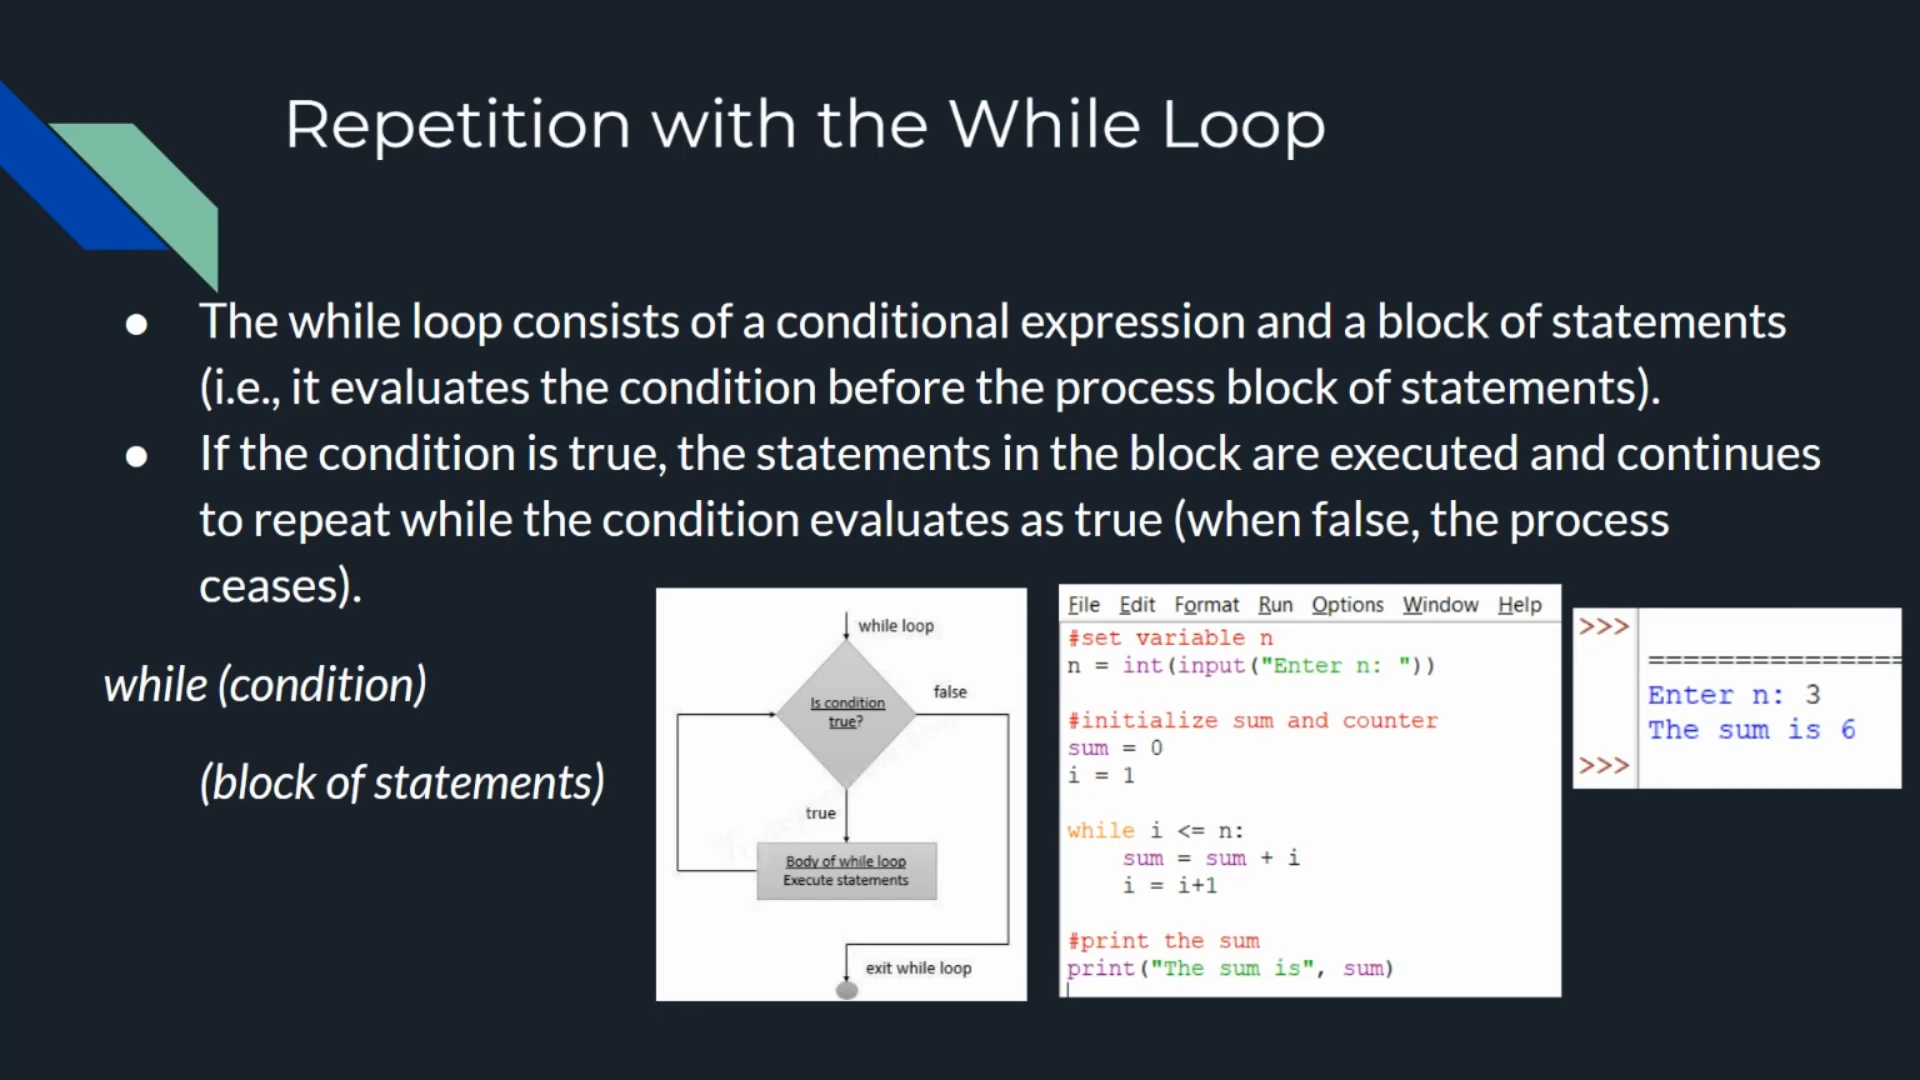 Repetition with the While Loop
● The while loop consists of a conditional expression and a block of statements
(i.e., it evaluates the condition before the process block of statements).
● If the condition is true, the statements in the block are executed and continues
to repeat while the condition evaluates as true (when false, the process
ceases).
while (condition)
(block of statements)
while loop
Is condition
true?
false
true
Body of while loop
Execute statements
exit while loop
File Edit Format Run Options Window Help
#set variable n
n = int(input("Enter n: "))
#initialize sum and counter
sum = 0
i = 1
while i <= n:
    sum = sum + i
    i = i+1
#print the sum
print("The sum is", sum)
>>>
===============
Enter n: 3
The sum is 6
>>>